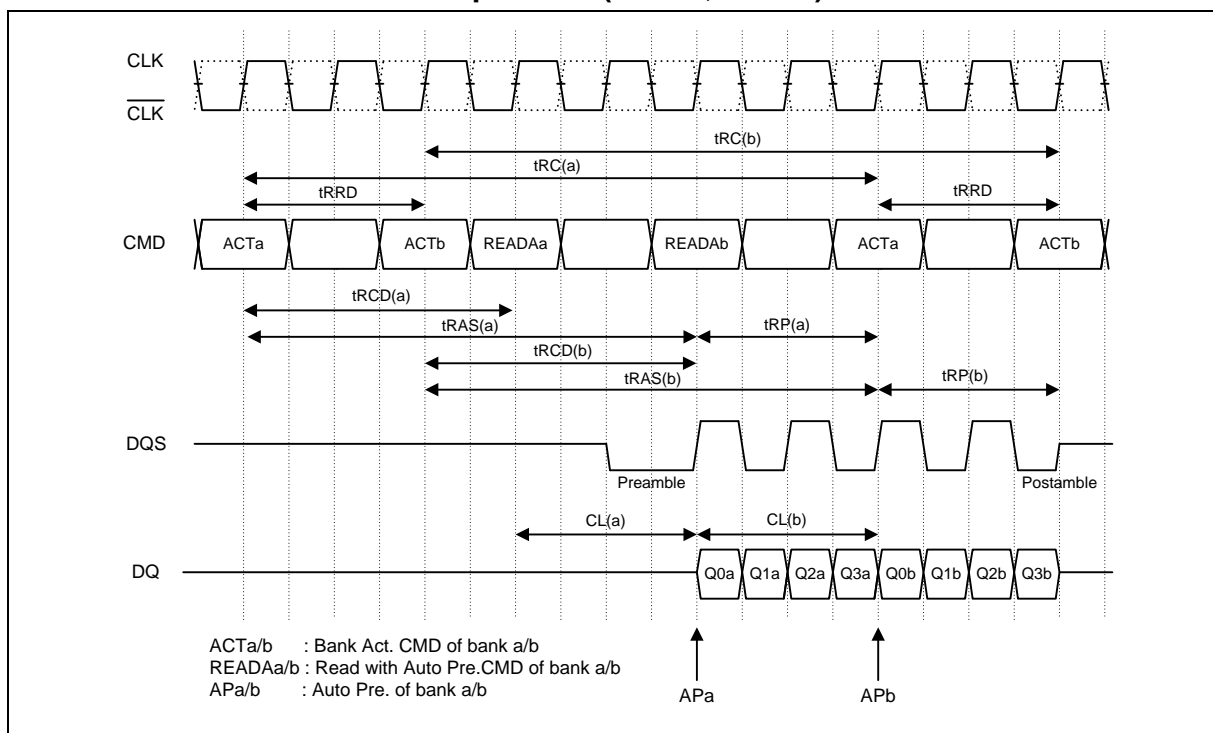 CLK
CLK
tRC(b)
tRC(a)
tRRD
tRRD
CMD
ACTa
ACTb
READAa
READAb
ACTa
ACTb
tRCD(a)
tRAS(a)
tRP(a)
tRCD(b)
tRAS(b)
tRP(b)
DQS
Preamble
Postamble
CL(a)
CL(b)
DQ
Q0a
Q1a
Q2a
Q3a
Q0b
Q1b
Q2b
Q3b
ACTa/b : Bank Act. CMD of bank a/b
READAa/b : Read with Auto Pre.CMD of bank a/b
APa/b : Auto Pre. of bank a/b
APa
APb